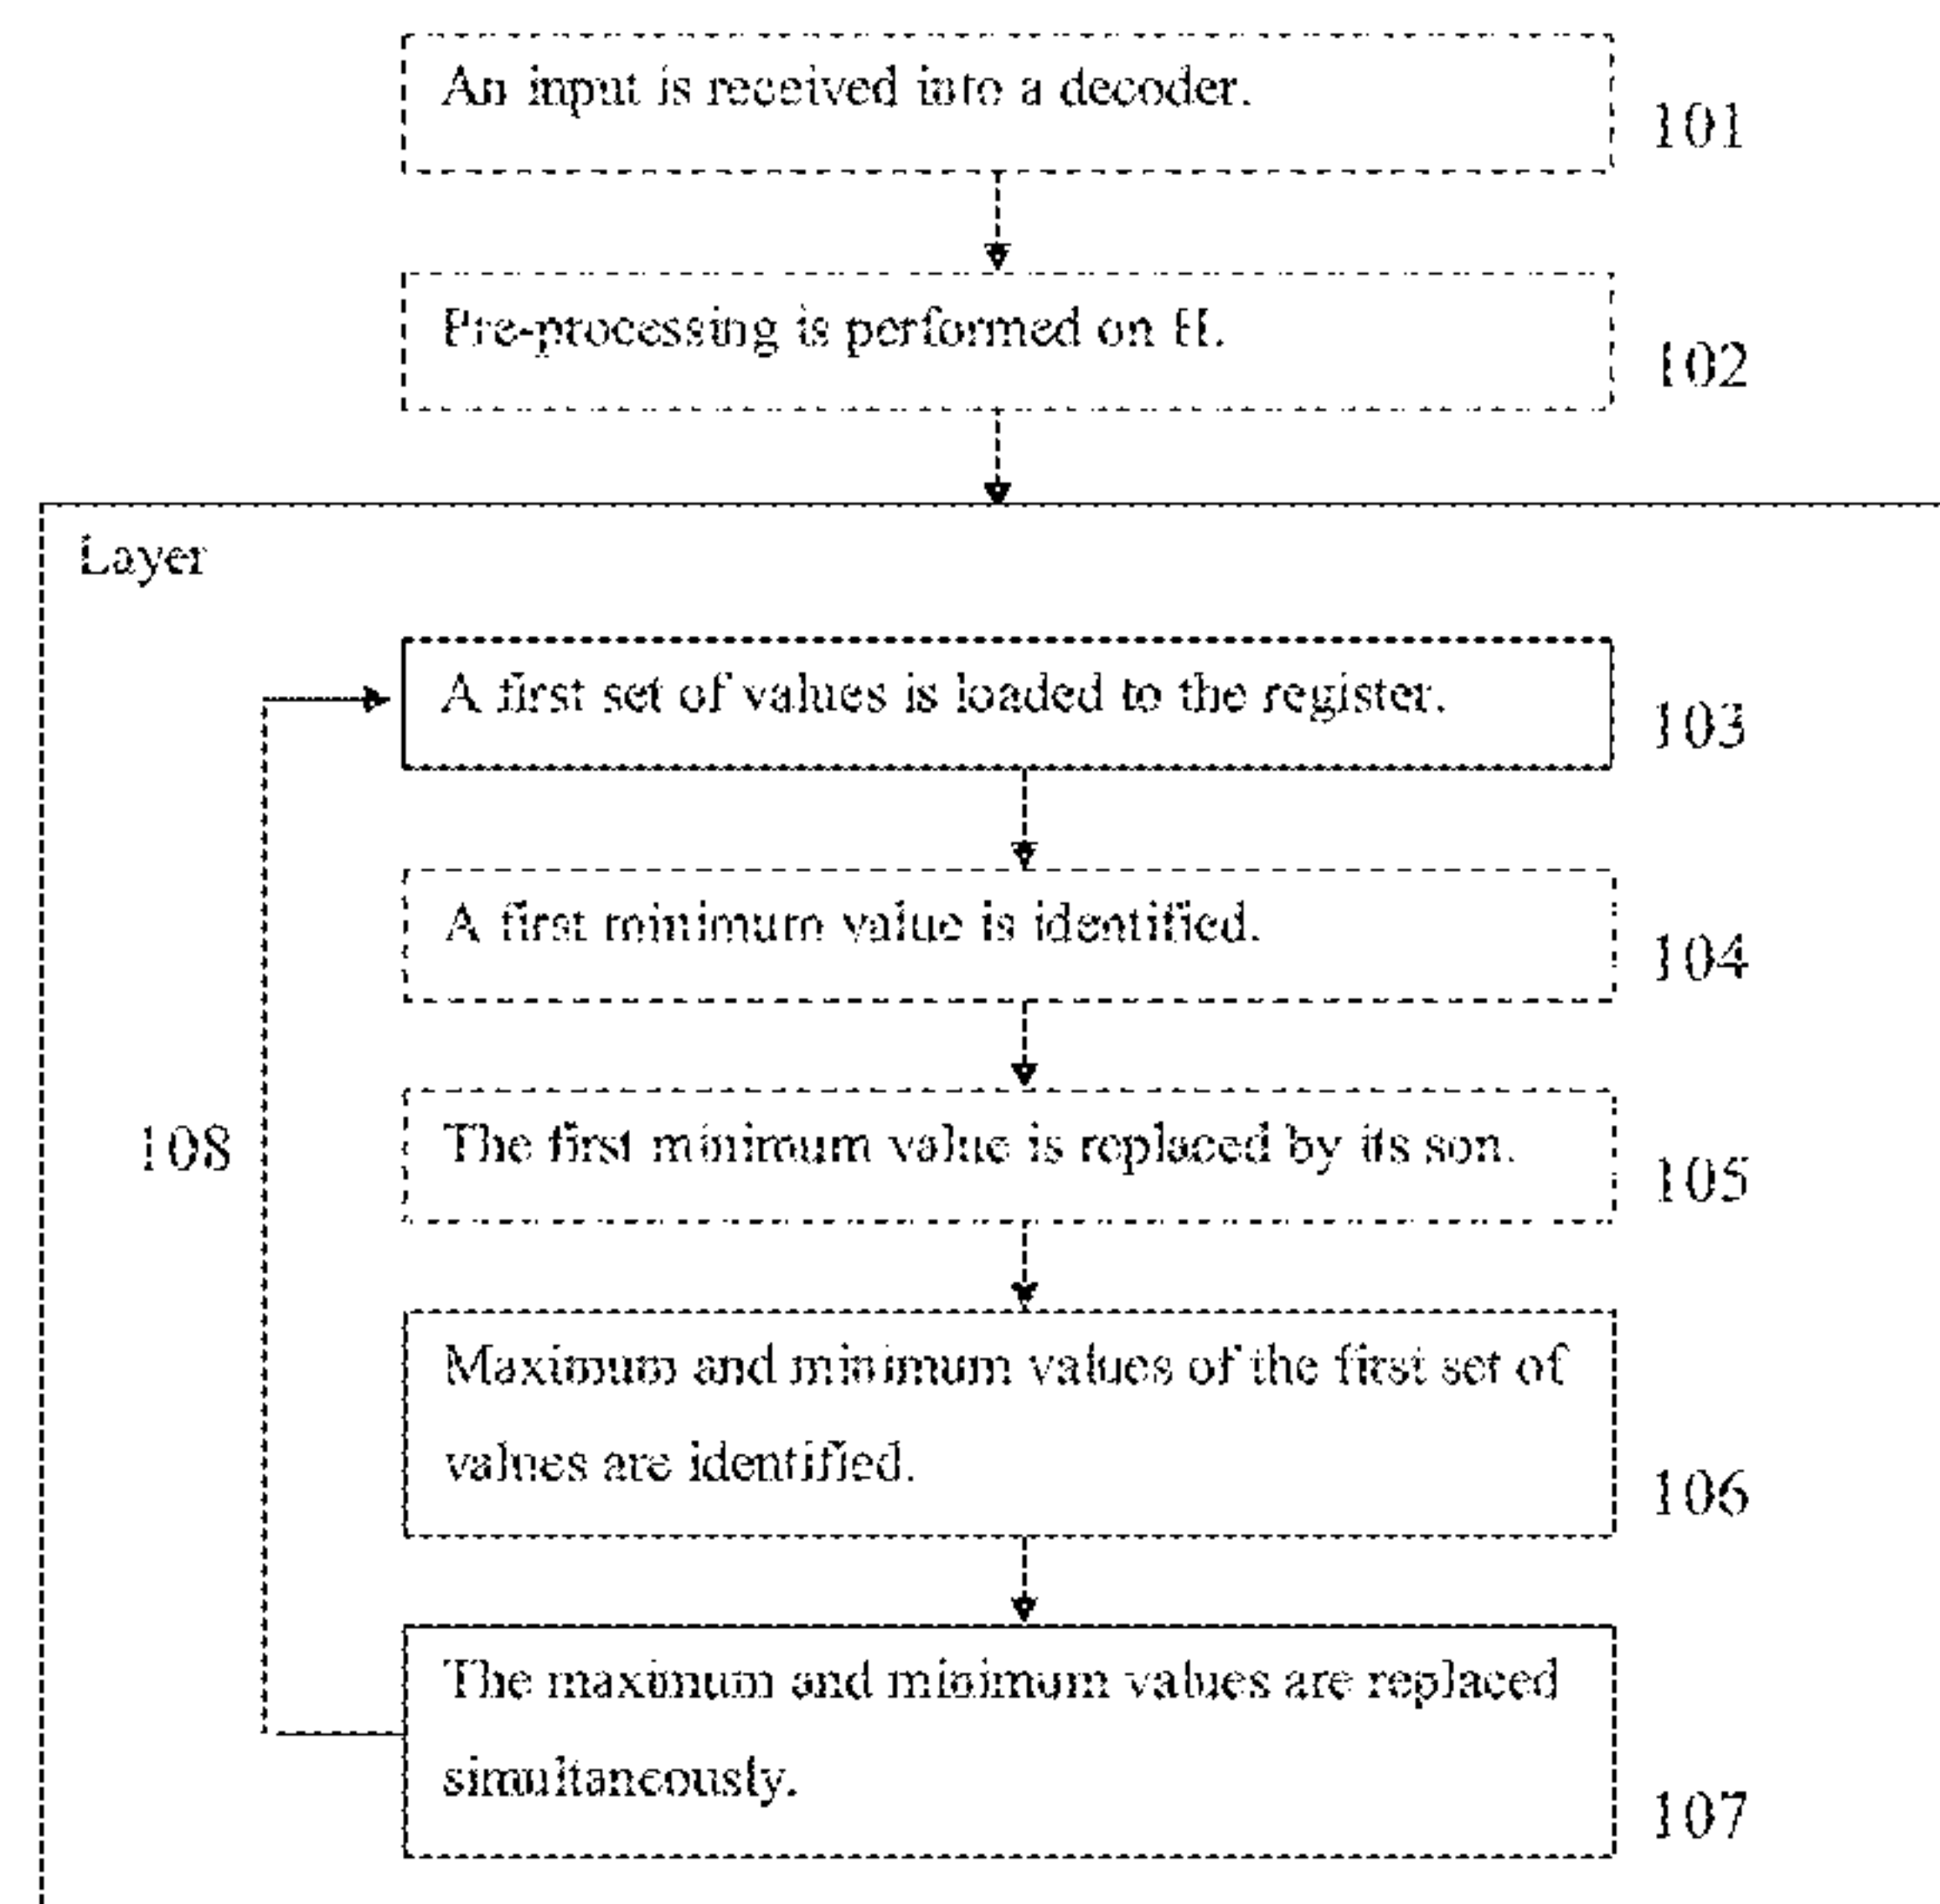 An input is received into a decoder.
101
Pre-processing is performed on H.
102
Layer
A first set of values is loaded to the register.
103
A first minimum value is identified.
104
The first minimum value is replaced by its son.
105
108
Maximum and minimum values of the first set of
values are identified.
106
The maximum and minimum values are replaced
simultaneously.
107